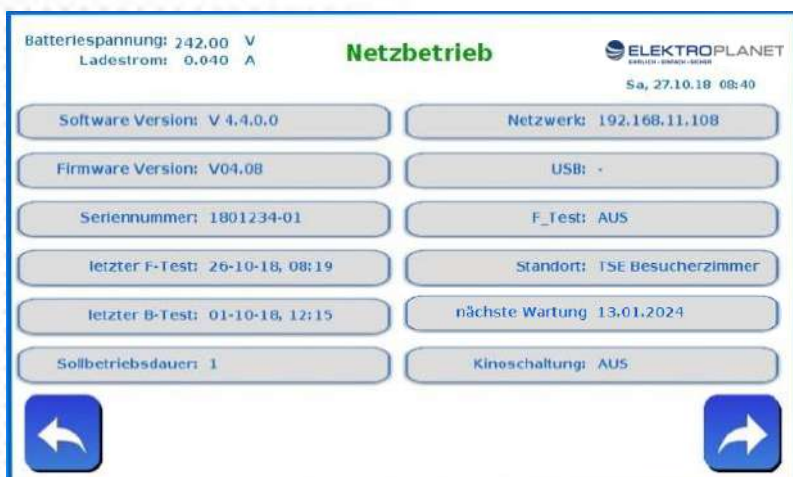 Batteriespannung: 242.00 V
Ladestrom: 0.040 A
Netzbetrieb
ELEKTROPLANET
EHRLICH - EINFACH - SICHER
Sa, 27.10.18 08:40
Software Version: V 4.4.0.0
Netzwerk: 192.168.11.108
Firmware Version: V04.08
USB: -
Seriennummer: 1801234-01
F_Test: AUS
letzter F-Test: 26-10-18, 08:19
Standort: TSE Besucherzimmer
letzter B-Test: 01-10-18, 12:15
nächste Wartung 13.01.2024
Sollbetriebsdauer: 1
Kinoschaltung: AUS